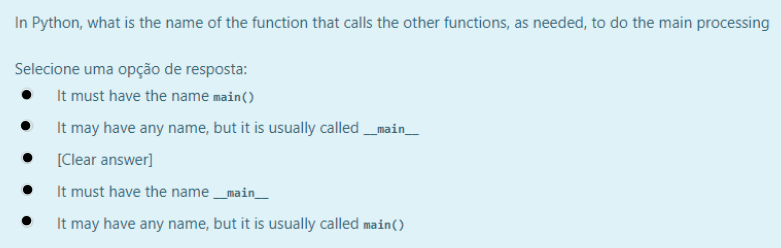 In Python, what is the name of the function that calls the other functions, as needed, to do the main processing
Selecione uma opção de resposta:
It must have the name main()
It may have any name, but it is usually called __main__
[Clear answer]
It must have the name __main__
It may have any name, but it is usually called main()